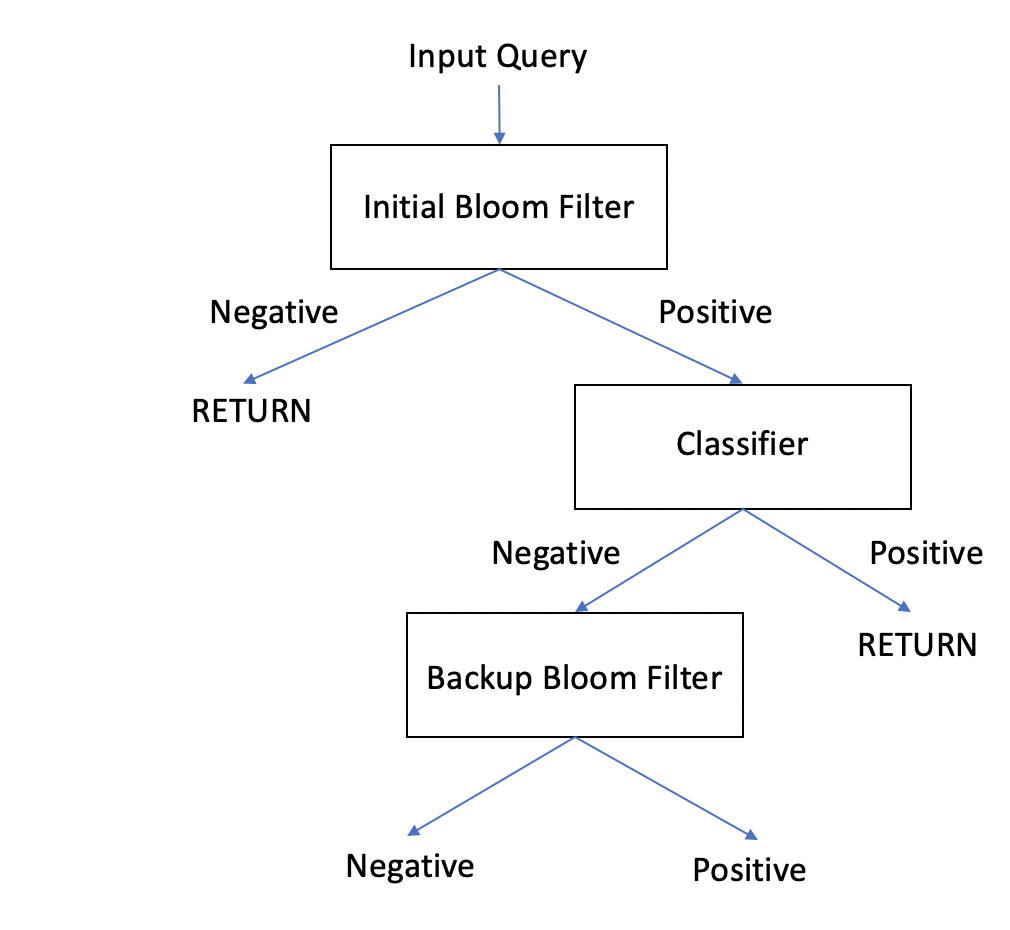 Input Query
Initial Bloom Filter
Negative
Positive
RETURN
Classifier
Negative
Positive
RETURN
Backup Bloom Filter
Negative
Positive